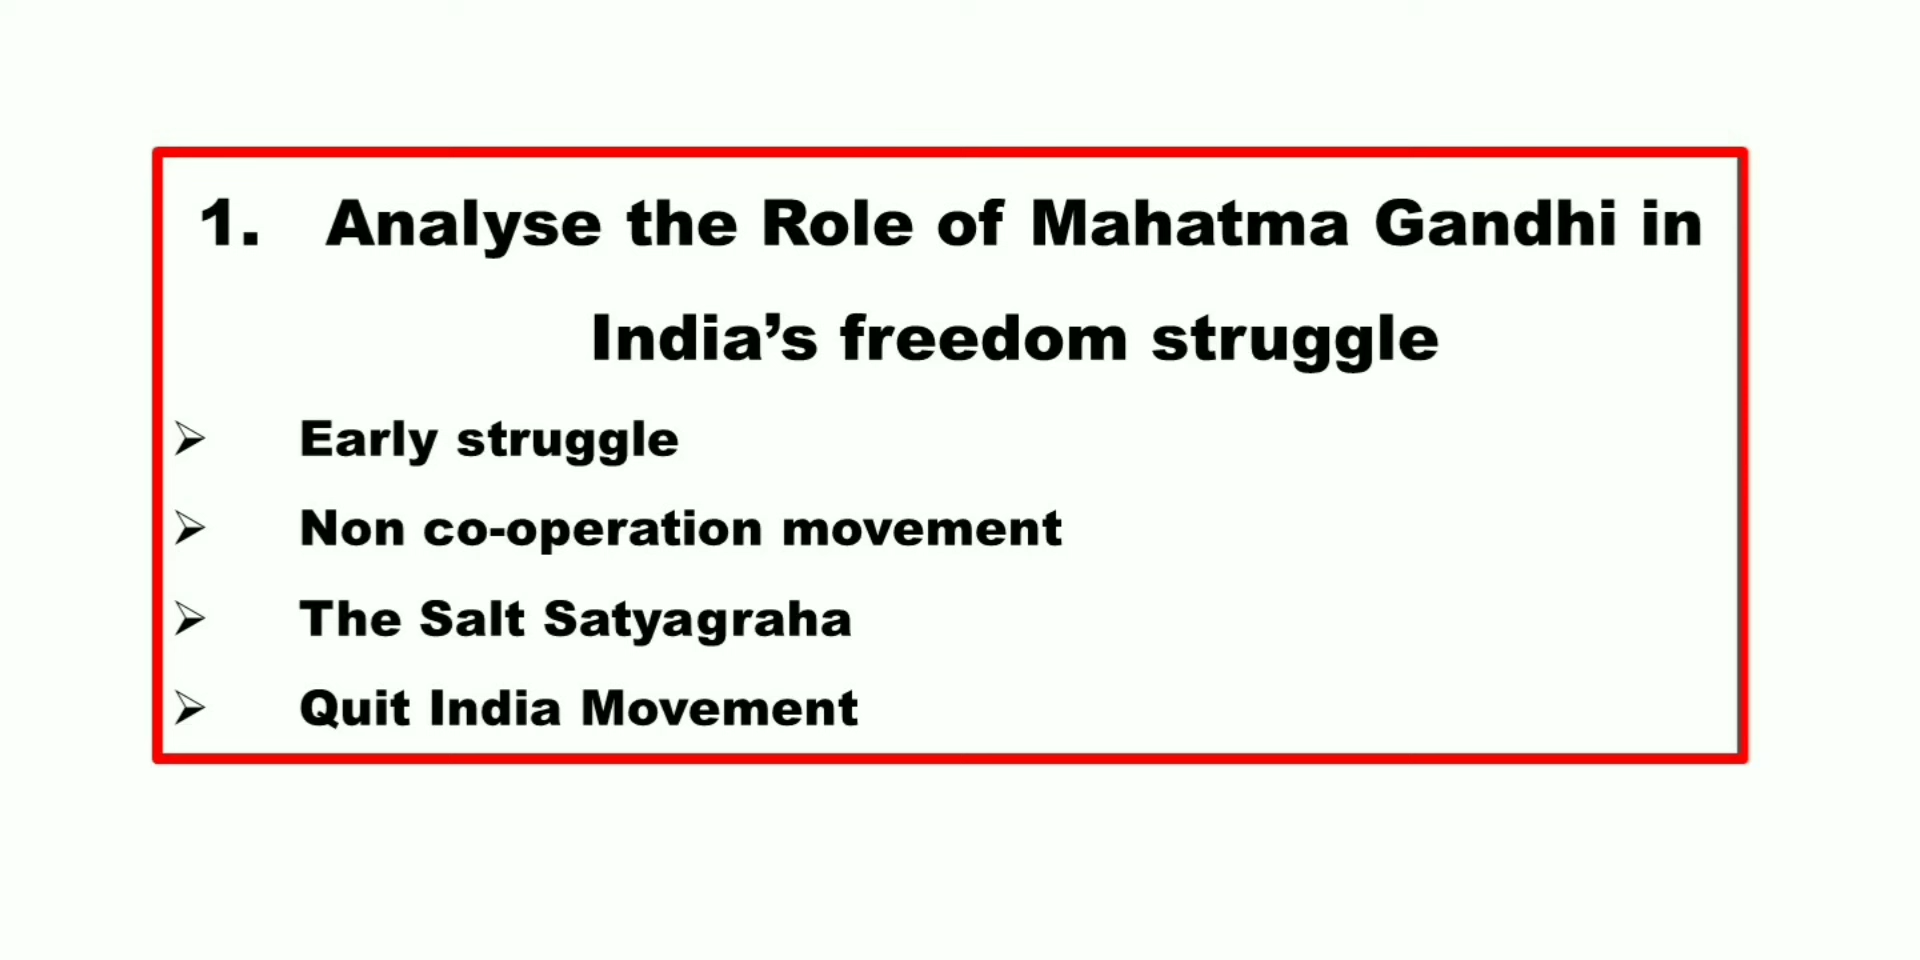 1. Analyse the Role of Mahatma Gandhi in
India’s freedom struggle
➢ Early struggle
➢ Non co-operation movement
➢ The Salt Satyagraha
➢ Quit India Movement